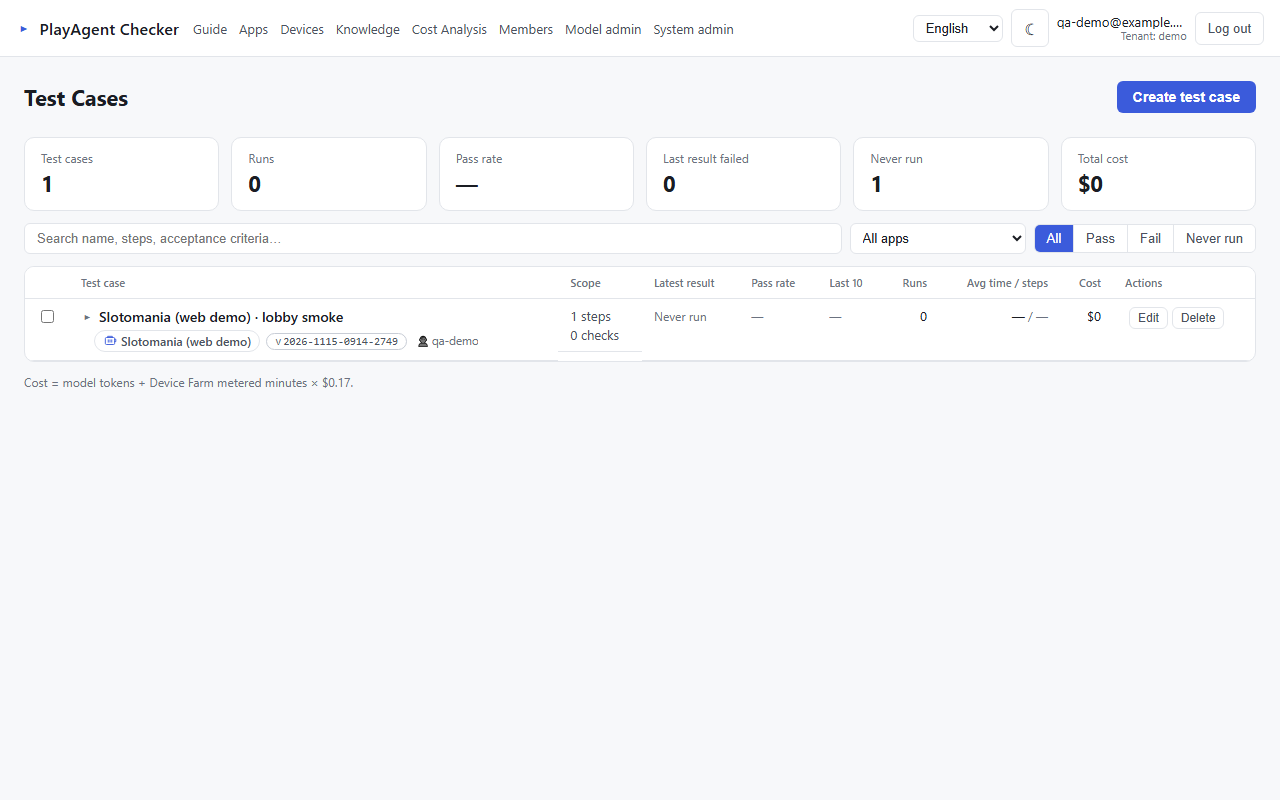 PlayAgent Checker Guide Apps Devices Knowledge Cost Analysis Members Model admin System admin English qa-demo@example.... Log out
Tenant: demo
Test Cases Create test case
Test cases Runs Pass rate Last result failed Never run Total cost
1 0 — 0 1 $0
Search name, steps, acceptance criteria... All apps All Pass Fail Never run
Test case Scope Latest result Pass rate Last 10 Runs Avg time / steps Cost Actions
Slotomania (web demo) · lobby smoke 1 steps Never run — — 0 — / — $0 Edit Delete
0 checks
Slotomania (web demo) v2026-1115-0914-2749 qa-demo
Cost = model tokens + Device Farm metered minutes × $0.17.